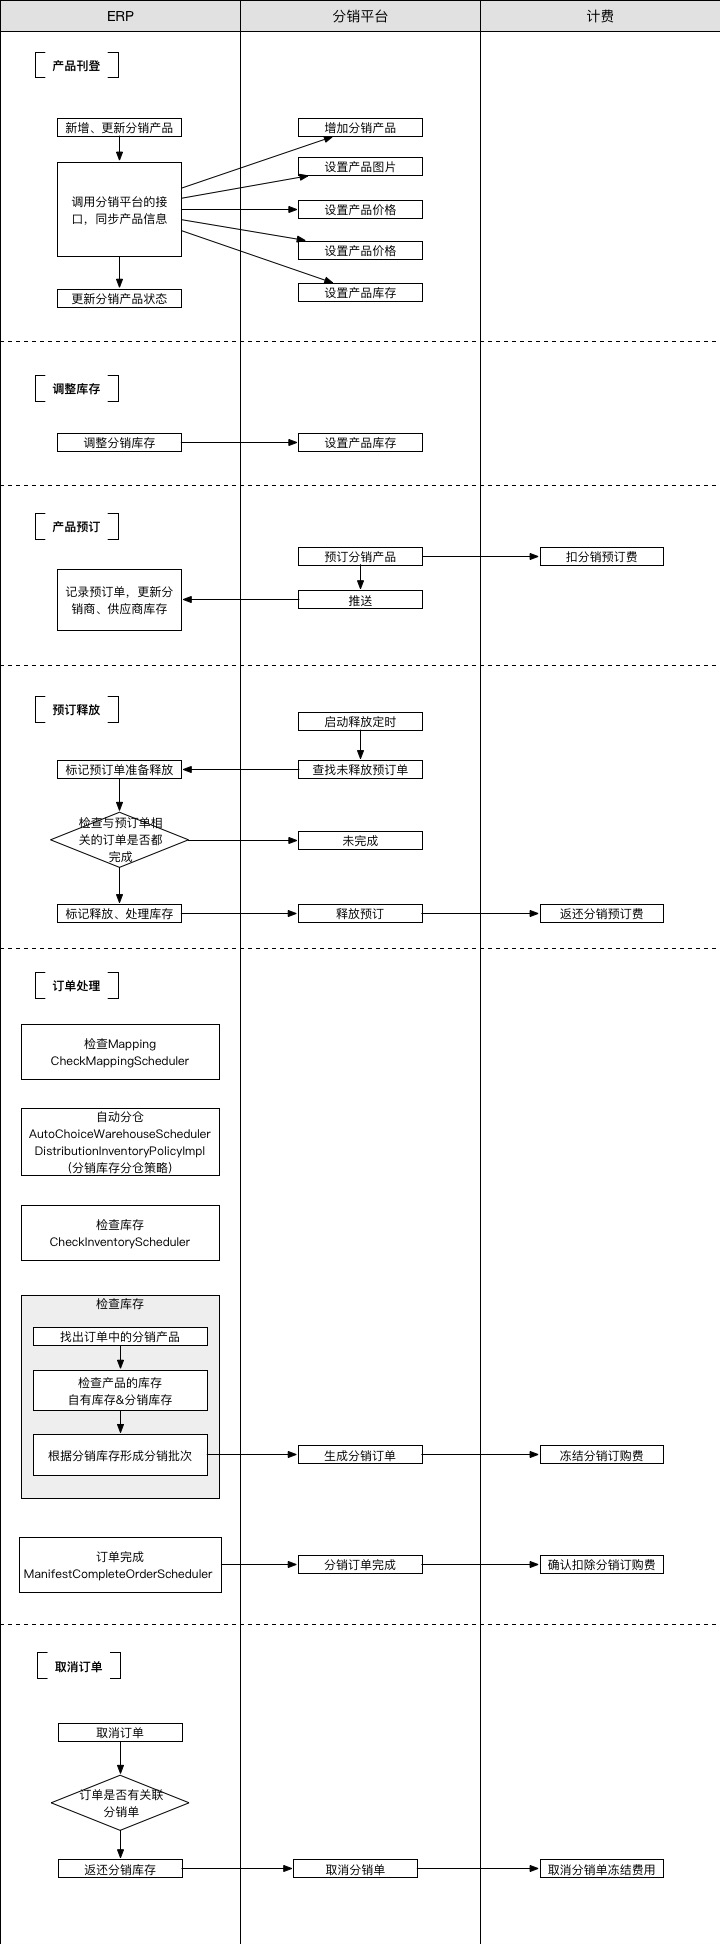 ERP
分销平台
计费
产品刊登
新增、更新分销产品
增加分销产品
设置产品图片
调用分销平台的接
口，同步产品信息
设置产品价格
设置产品价格
设置产品库存
更新分销产品状态
调整库存
调整分销库存
设置产品库存
产品预订
预订分销产品
扣分销预订费
记录预订单，更新分
销商、供应商库存
推送
预订释放
启动释放定时
标记预订单准备释放
查找未释放预订单
检查与预订单相
关的订单是否都
完成
未完成
标记释放、处理库存
释放预订
返还分销预订费
订单处理
检查Mapping
CheckMappingScheduler
自动分仓
AutoChoiceWarehouseScheduler
DistributionInventoryPolicyImpl
（分销库存分仓策略）
检查库存
CheckInventoryScheduler
检查库存
找出订单中的分销产品
检查产品的库存
自有库存&分销库存
根据分销库存形成分销批次
生成分销订单
冻结分销订购费
订单完成
ManifestCompleteOrderScheduler
分销订单完成
确认扣除分销订购费
取消订单
取消订单
订单是否有关联
分销单
返还分销库存
取消分销单
取消分销单冻结费用